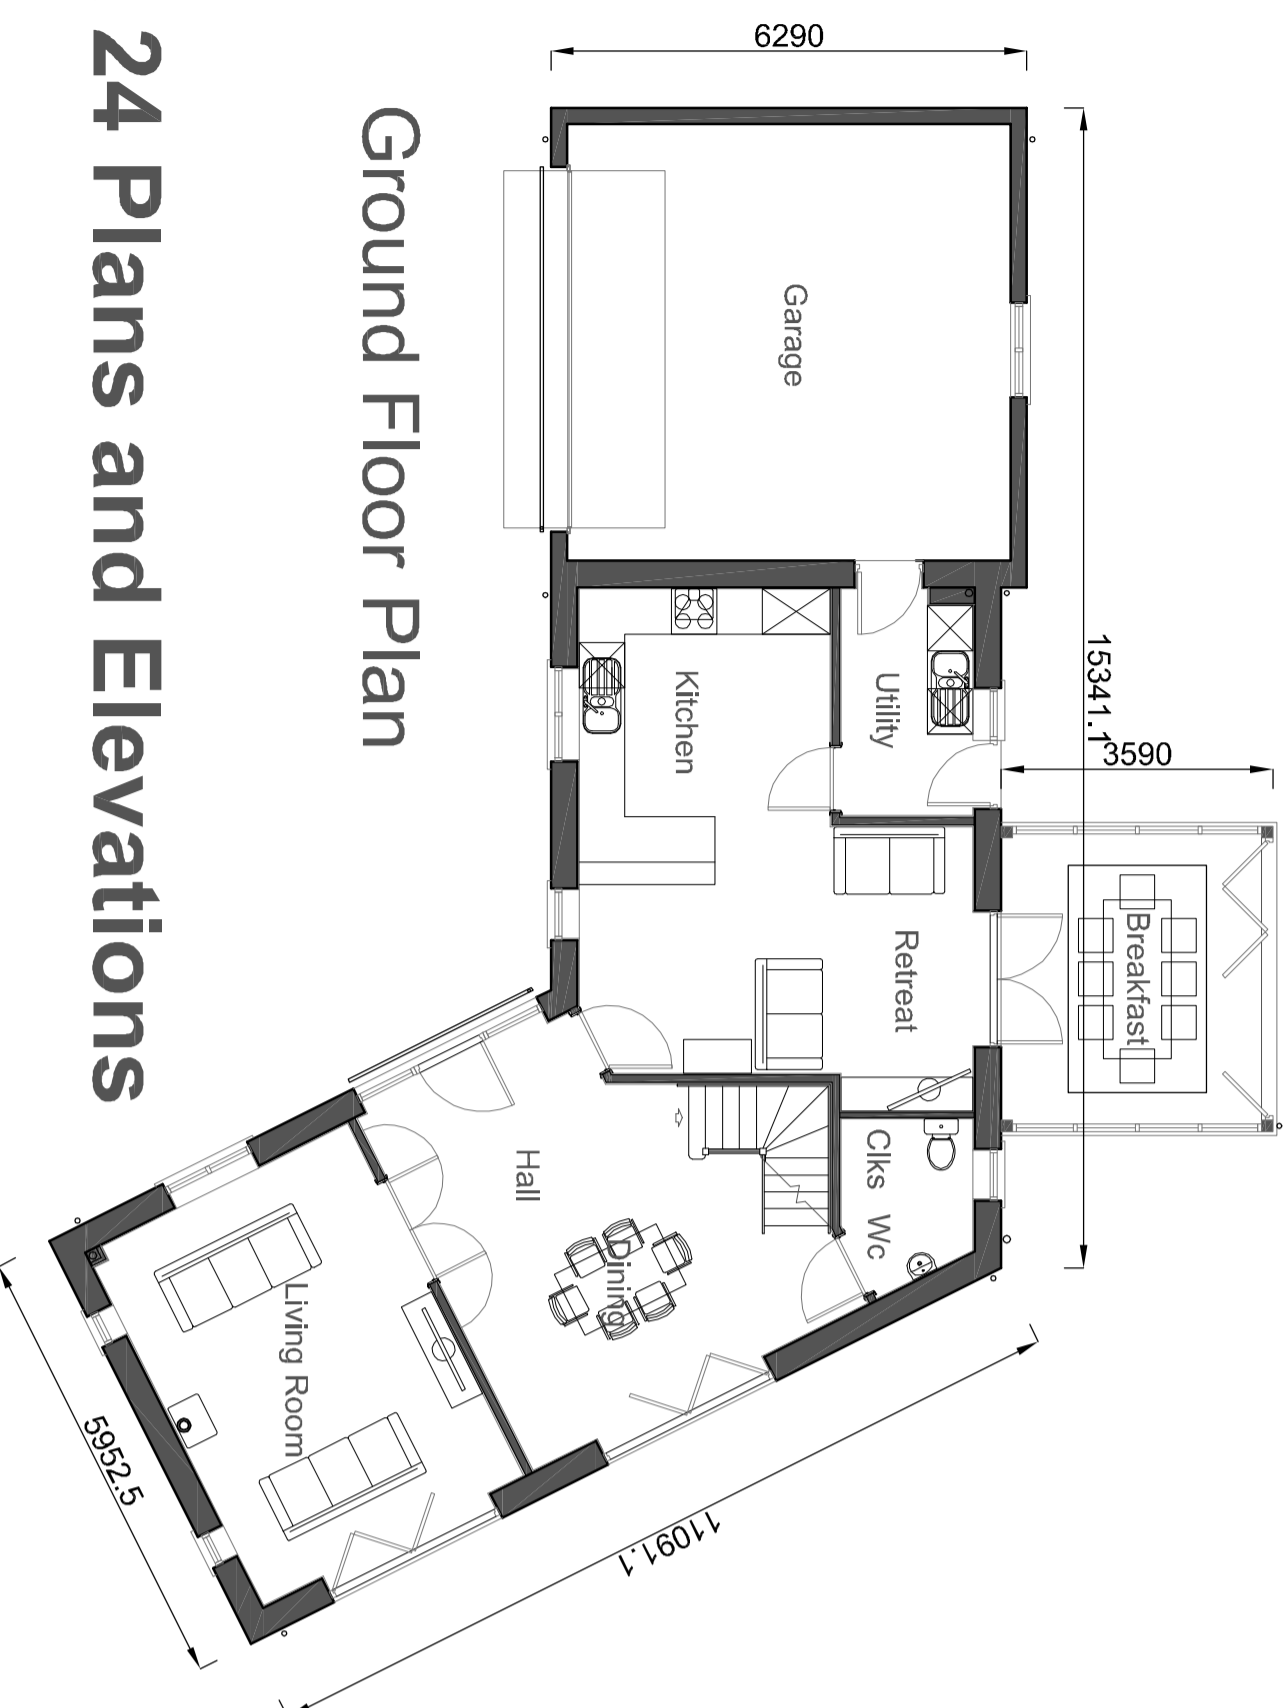 24 Plans and Elevations
Ground Floor Plan
6290
15341.1
3590
Garage
Utility
Kitchen
Breakfast
Retreat
Clks Wc
Hall
Dining
Living Room
5952.5
11091.1